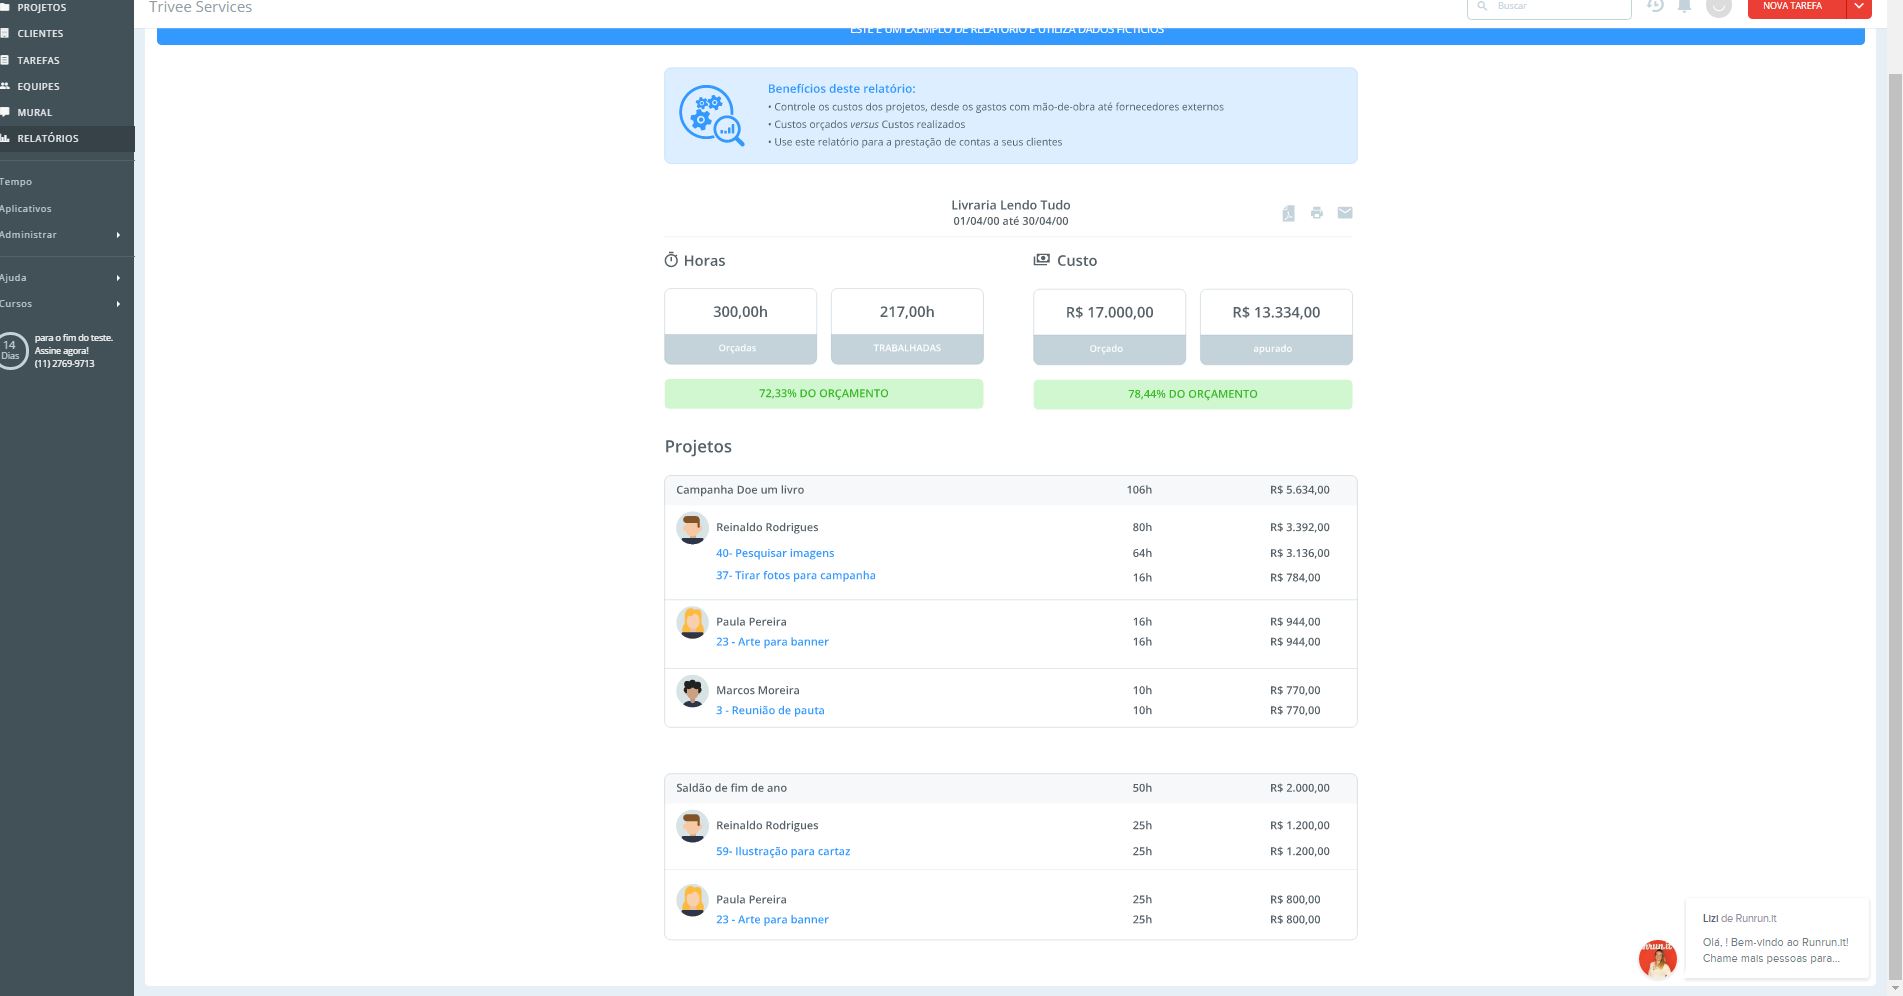 PROJETOS
CLIENTES
TAREFAS
EQUIPES
MURAL
RELATÓRIOS
Tempo
Aplicativos
Administrar
Ajuda
Cursos
14
Dias
para o fim do teste.
Assine agora!
(11) 2769-9713
Trivee Services
Buscar
NOVA TAREFA
ESTE É UM EXEMPLO DE RELATÓRIO E UTILIZA DADOS FICTÍCIOS
Benefícios deste relatório:
• Controle os custos dos projetos, desde os gastos com mão-de-obra até fornecedores externos
• Custos orçados versus Custos realizados
• Use este relatório para a prestação de contas a seus clientes
Livraria Lendo Tudo
01/04/00 até 30/04/00
Horas
300,00h
Orçadas
217,00h
TRABALHADAS
72,33% DO ORÇAMENTO
Custo
R$ 17.000,00
Orçado
R$ 13.334,00
apurado
78,44% DO ORÇAMENTO
Projetos
Campanha Doe um livro 106h R$ 5.634,00
Reinaldo Rodrigues 80h R$ 3.392,00
40- Pesquisar imagens 64h R$ 3.136,00
37- Tirar fotos para campanha 16h R$ 784,00
Paula Pereira 16h R$ 944,00
23 - Arte para banner 16h R$ 944,00
Marcos Moreira 10h R$ 770,00
3 - Reunião de pauta 10h R$ 770,00
Saldão de fim de ano 50h R$ 2.000,00
Reinaldo Rodrigues 25h R$ 1.200,00
59- Ilustração para cartaz 25h R$ 1.200,00
Paula Pereira 25h R$ 800,00
23 - Arte para banner 25h R$ 800,00
Lizi de Runrun.it
Olá, ! Bem-vindo ao Runrun.it!
Chame mais pessoas para...